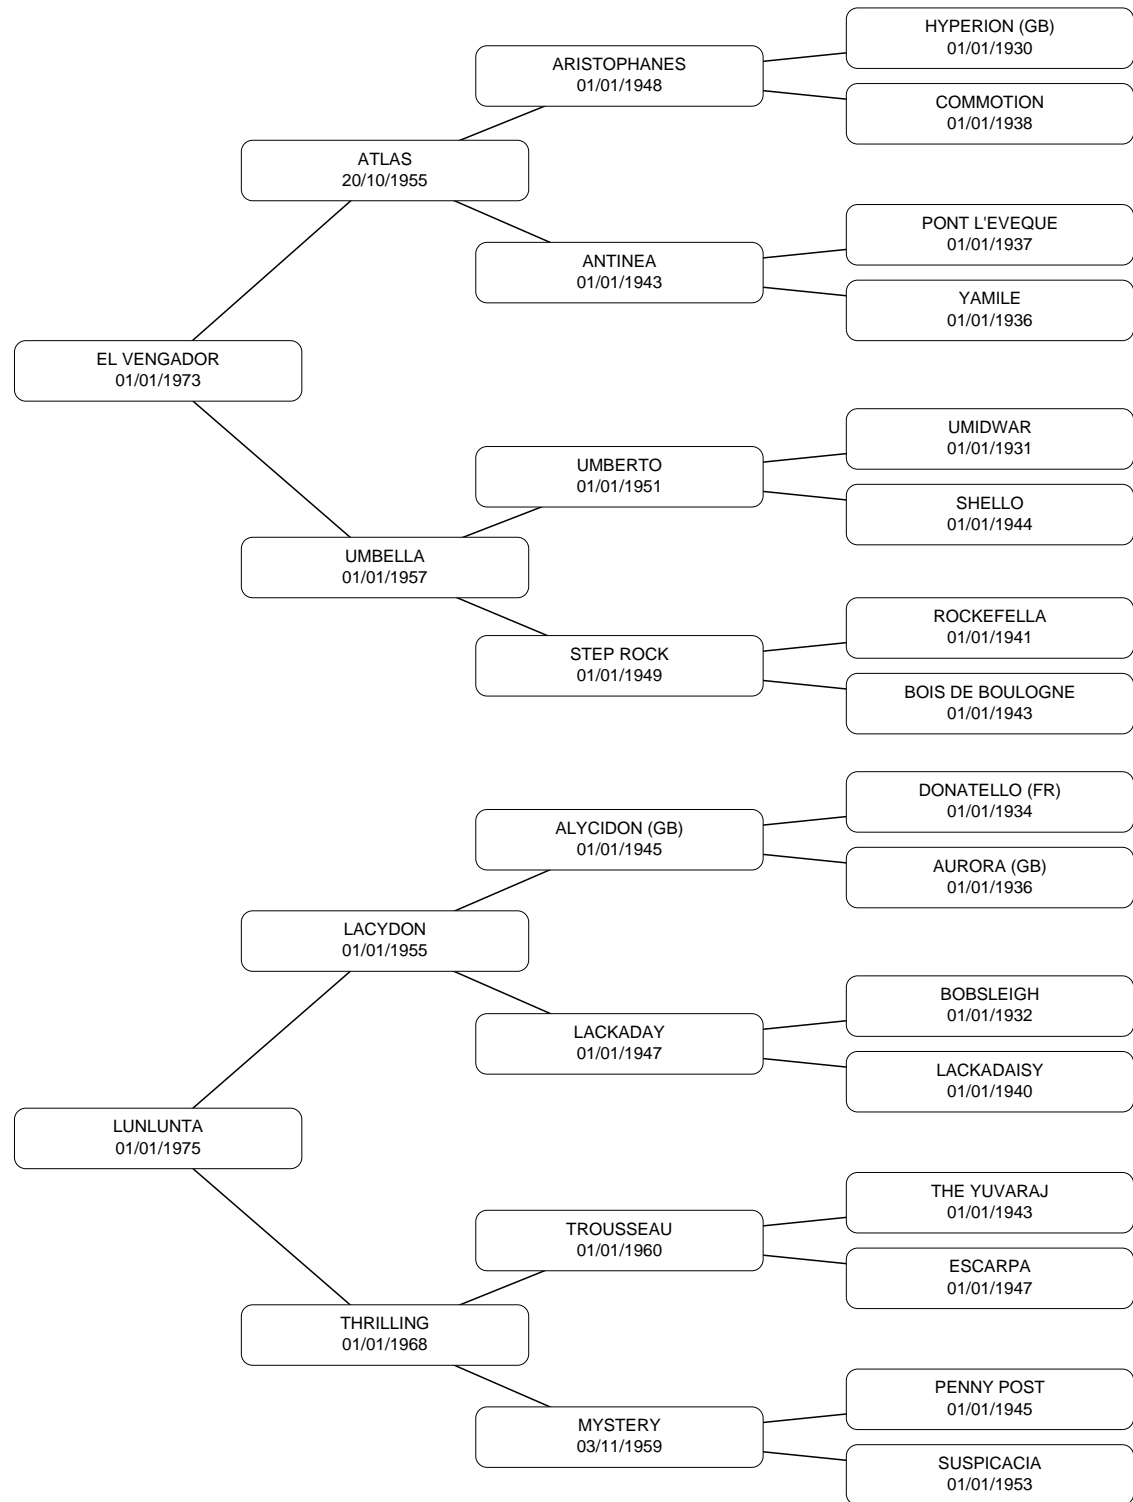 HYPERION (GB)
01/01/1930
ARISTOPHANES
01/01/1948
COMMOTION
01/01/1938
ATLAS
20/10/1955
PONT L'EVEQUE
01/01/1937
ANTINEA
01/01/1943
YAMILE
01/01/1936
EL VENGADOR
01/01/1973
UMIDWAR
01/01/1931
UMBERTO
01/01/1951
SHELLO
01/01/1944
UMBELLA
01/01/1957
ROCKEFELLA
01/01/1941
STEP ROCK
01/01/1949
BOIS DE BOULOGNE
01/01/1943
DONATELLO (FR)
01/01/1934
ALYCIDON (GB)
01/01/1945
AURORA (GB)
01/01/1936
LACYDON
01/01/1955
BOBSLEIGH
01/01/1932
LACKADAY
01/01/1947
LACKADAISY
01/01/1940
LUNLUNTA
01/01/1975
THE YUVARAJ
01/01/1943
TROUSSEAU
01/01/1960
ESCARPA
01/01/1947
THRILLING
01/01/1968
PENNY POST
01/01/1945
MYSTERY
03/11/1959
SUSPICACIA
01/01/1953